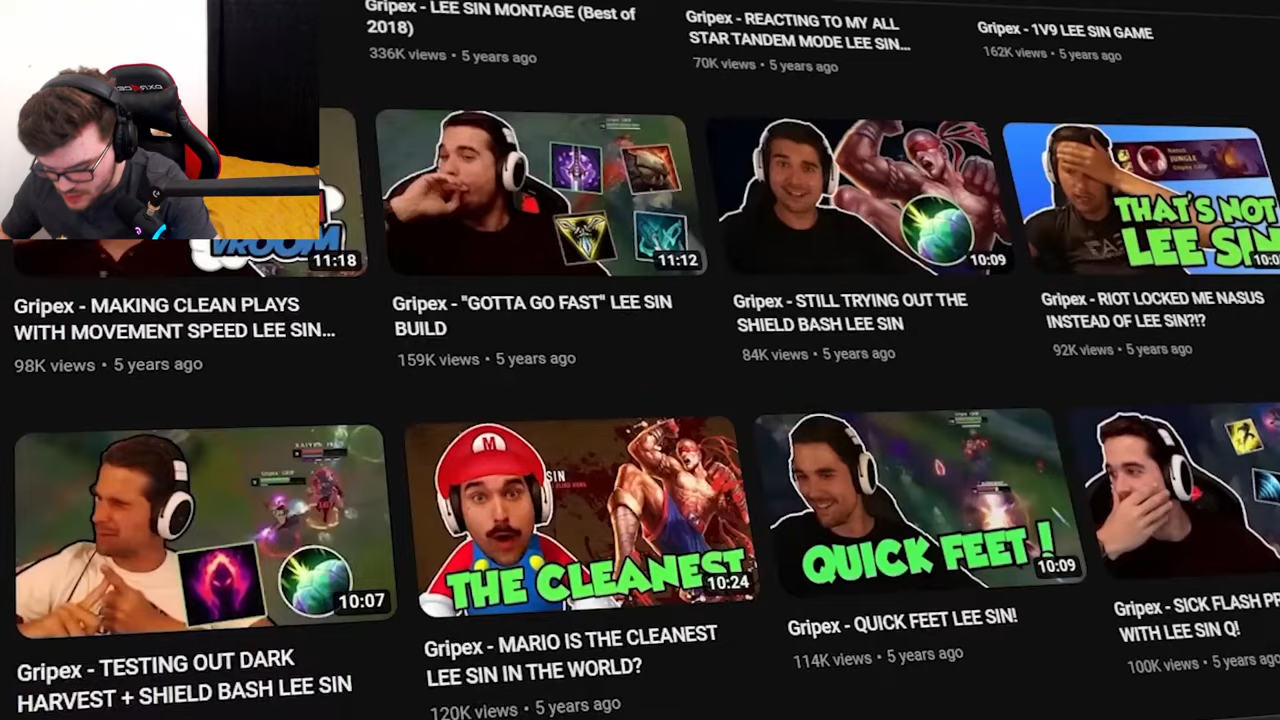 Gripex - LEE SIN MONTAGE (Best of
2018)
336K views • 5 years ago
Gripex - REACTING TO MY ALL
STAR TANDEM MODE LEE SIN...
70K views • 5 years ago
Gripex - 1V9 LEE SIN GAME
162K views • 5 years ago
VROOM
11:18
11:12
10:09
Nasus
JUNGLE
THAT'S NOT
LEE SIN
Gripex - MAKING CLEAN PLAYS
WITH MOVEMENT SPEED LEE SIN...
98K views • 5 years ago
Gripex - "GOTTA GO FAST" LEE SIN
BUILD
159K views • 5 years ago
Gripex - STILL TRYING OUT THE
SHIELD BASH LEE SIN
84K views • 5 years ago
Gripex - RIOT LOCKED ME NASUS
INSTEAD OF LEE SIN?!?
92K views • 5 years ago
10:07
M
SIN
THE CLEANEST
10:24
QUICK FEET !
10:09
Gripex - TESTING OUT DARK
HARVEST + SHIELD BASH LEE SIN
Gripex - MARIO IS THE CLEANEST
LEE SIN IN THE WORLD?
120K views • 5 years ago
Gripex - QUICK FEET LEE SIN!
114K views • 5 years ago
Gripex - SICK FLASH
WITH LEE SIN Q!
100K views • 5 years